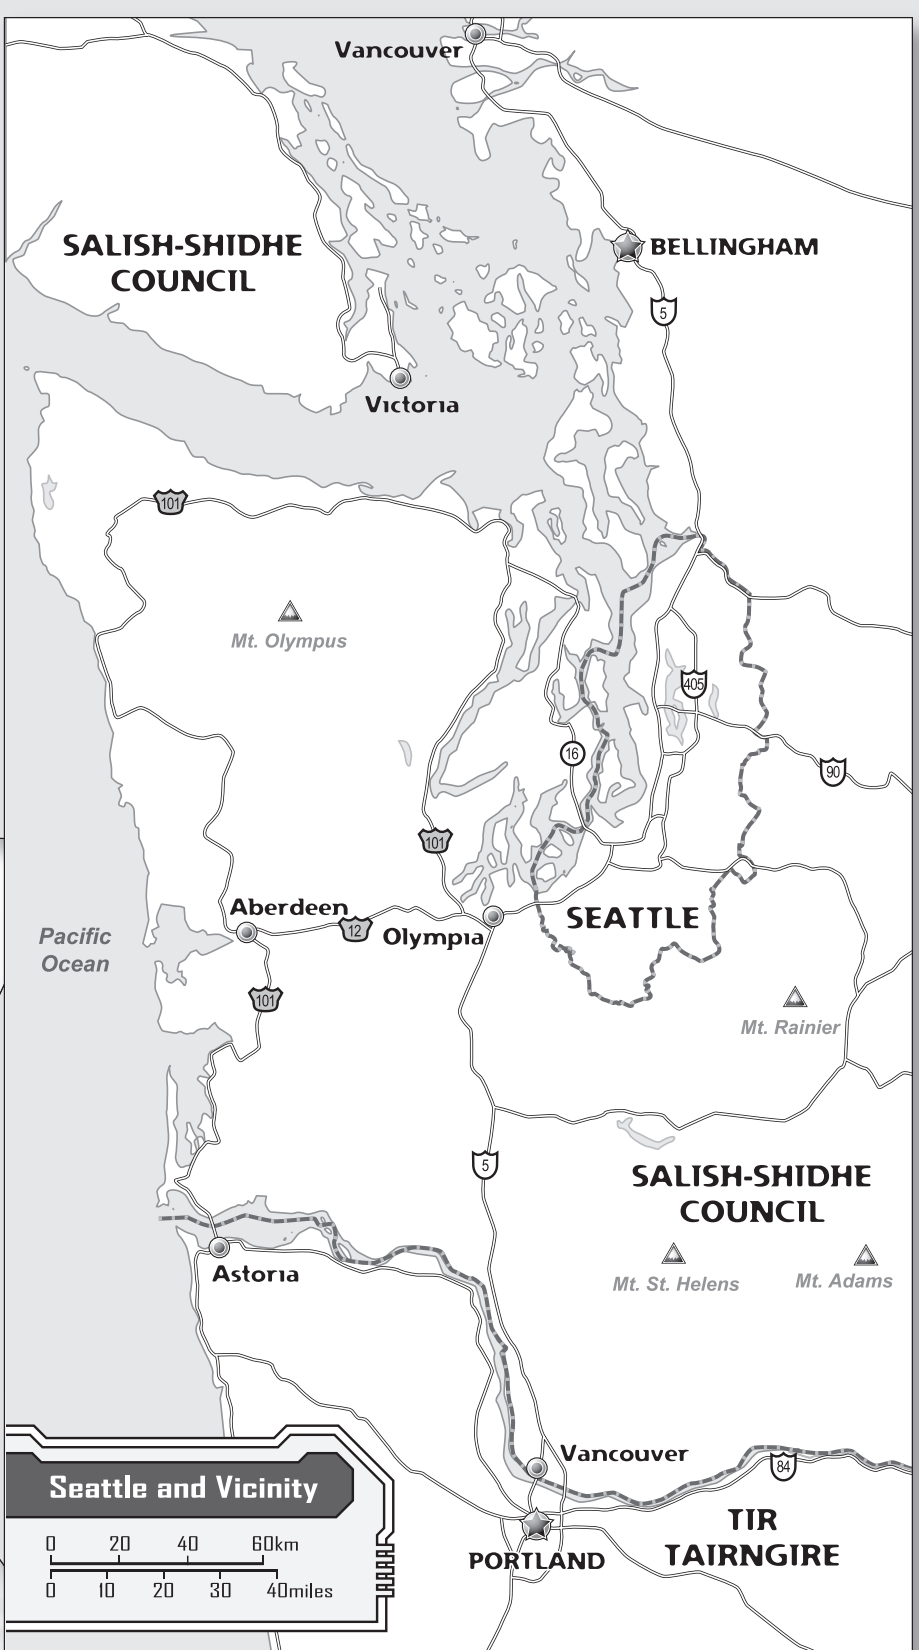 Vancouver
SALISH-SHIDHE
COUNCIL
BELLINGHAM
5
Victoria
101
Mt. Olympus
405
16
90
101
Aberdeen
12
Olympia
SEATTLE
Pacific
Ocean
101
Mt. Rainier
5
SALISH-SHIDHE
COUNCIL
Mt. St. Helens
Mt. Adams
Astoria
Vancouver
84
Seattle and Vicinity
0 20 40 60km
0 10 20 30 40miles
PORTLAND
TIR
TAIRNGIRE